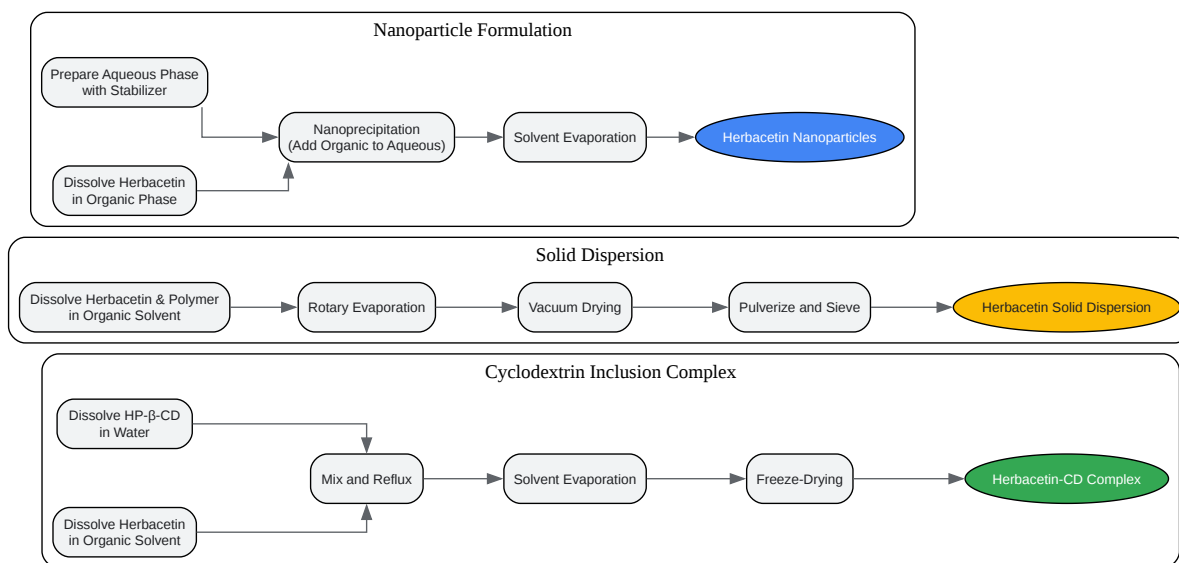 Nanoparticle Formulation
Prepare Aqueous Phase
with Stabilizer
Nanoprecipitation
(Add Organic to Aqueous)
Solvent Evaporation
Herbacetin Nanoparticles
Dissolve Herbacetin
in Organic Phase
Solid Dispersion
Dissolve Herbacetin & Polymer
in Organic Solvent
Rotary Evaporation
Vacuum Drying
Pulverize and Sieve
Herbacetin Solid Dispersion
Cyclodextrin Inclusion Complex
Dissolve HP-β-CD
in Water
Mix and Reflux
Solvent Evaporation
Freeze-Drying
Herbacetin-CD Complex
Dissolve Herbacetin
in Organic Solvent